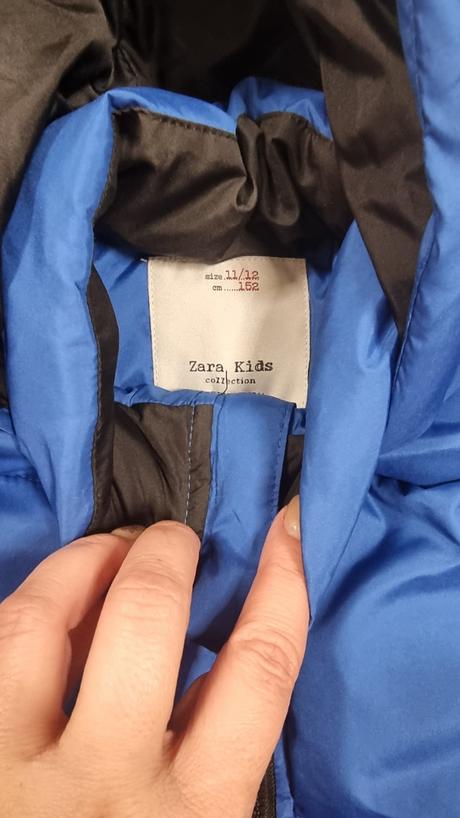 size 11/12
cm......152
Zara Kids
collection